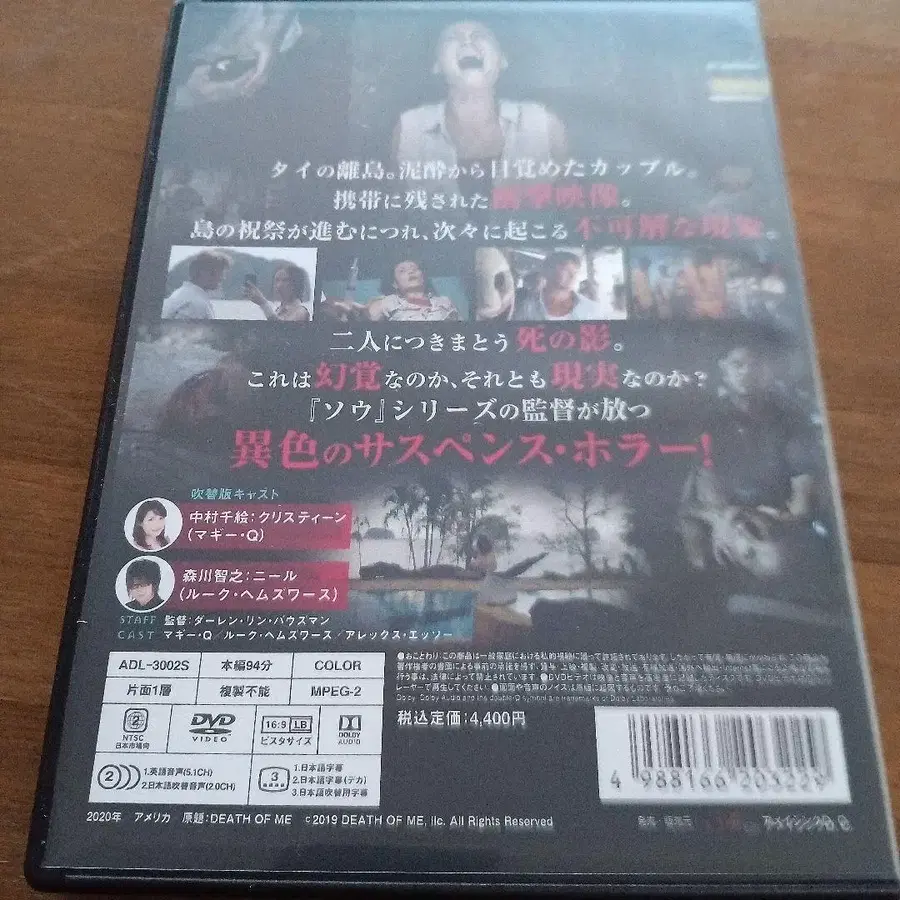 タイの離島。泥酔から目覚めたカップル。
携帯に残された衝撃映像。
島の祝祭が進むにつれ、次々に起こる 不可解な現象。
二人につきまとう 死の影。
これは幻覚なのか、それとも 現実なのか?
『ソウ』シリーズの監督が放つ
異色のサスペンス・ホラー!
吹替版キャスト
中村千絵:クリスティーン
(マギー・Q)
森川智之:ニール
(ルーク・ヘムズワース)
STAFF 監督:ダーレン・リン・バウズマン
CAST マギー・Q/ルーク・ヘムズワース/アレックス・エッソー
ADL-3002S 本編94分 COLOR
片面1層 複製不能 MPEG-2
2 NTSC 日本市場向
DVD VIDEO
16:9 LB ビスタサイズ
DOLBY AUDIO
2 1.英語音声(5.1CH)
2.日本語吹替音声(2.0CH)
3 1.日本語字幕
2.日本語字幕(デカ)
3.日本語吹替用字幕
税込定価:4,400円
4 988166 203229
2020年 アメリカ 原題:DEATH OF ME ©2019 DEATH OF ME, llc. All Rights Reserved
発売・販売元 アメイジングD.C.